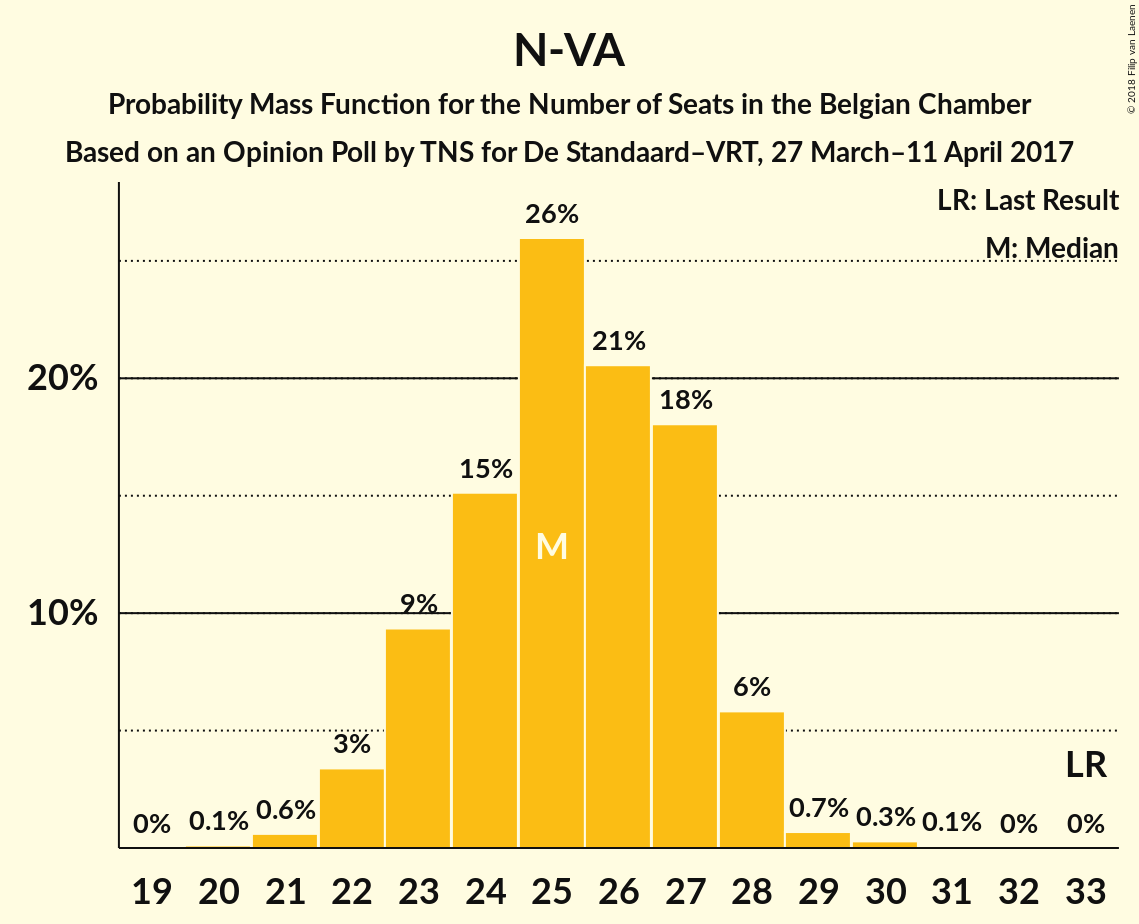 N-VA
Probability Mass Function for the Number of Seats in the Belgian Chamber
Based on an Opinion Poll by TNS for De Standaard–VRT, 27 March–11 April 2017
© 2018 Filip van Laenen
LR: Last Result
M: Median
26%
21%
20%
18%
15%
M
10%
9%
6%
3%
LR
0% 0.1% 0.6% 0.7% 0.3% 0.1% 0% 0%
19 20 21 22 23 24 25 26 27 28 29 30 31 32 33